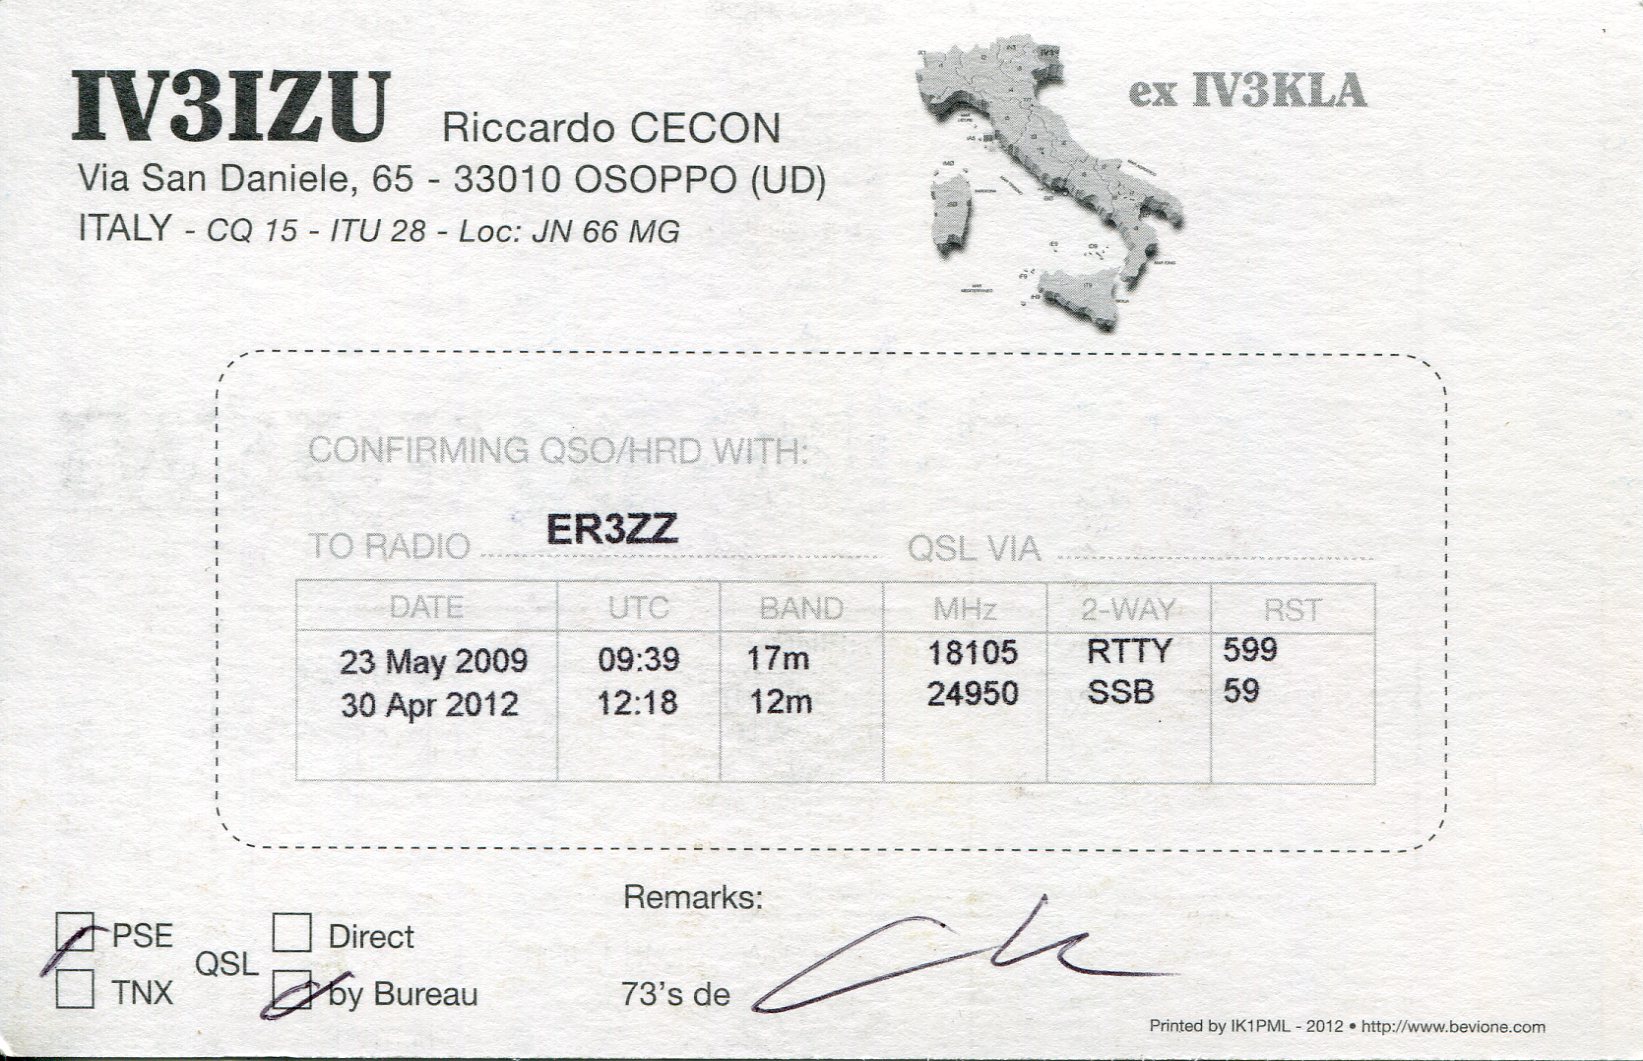 IV3IZU Riccardo CECON
ex IV3KLA
Via San Daniele, 65 - 33010 OSOPPO (UD)
ITALY - CQ 15 - ITU 28 - Loc: JN 66 MG
CONFIRMING QSO/HRD WITH:
TO RADIO ER3ZZ QSL VIA
DATE UTC BAND MHz 2-WAY RST
23 May 2009 09:39 17m 18105 RTTY 599
30 Apr 2012 12:18 12m 24950 SSB 59
Remarks:
PSE Direct
QSL
TNX by Bureau 73's de
Printed by IK1PML - 2012 • http://www.bevione.com